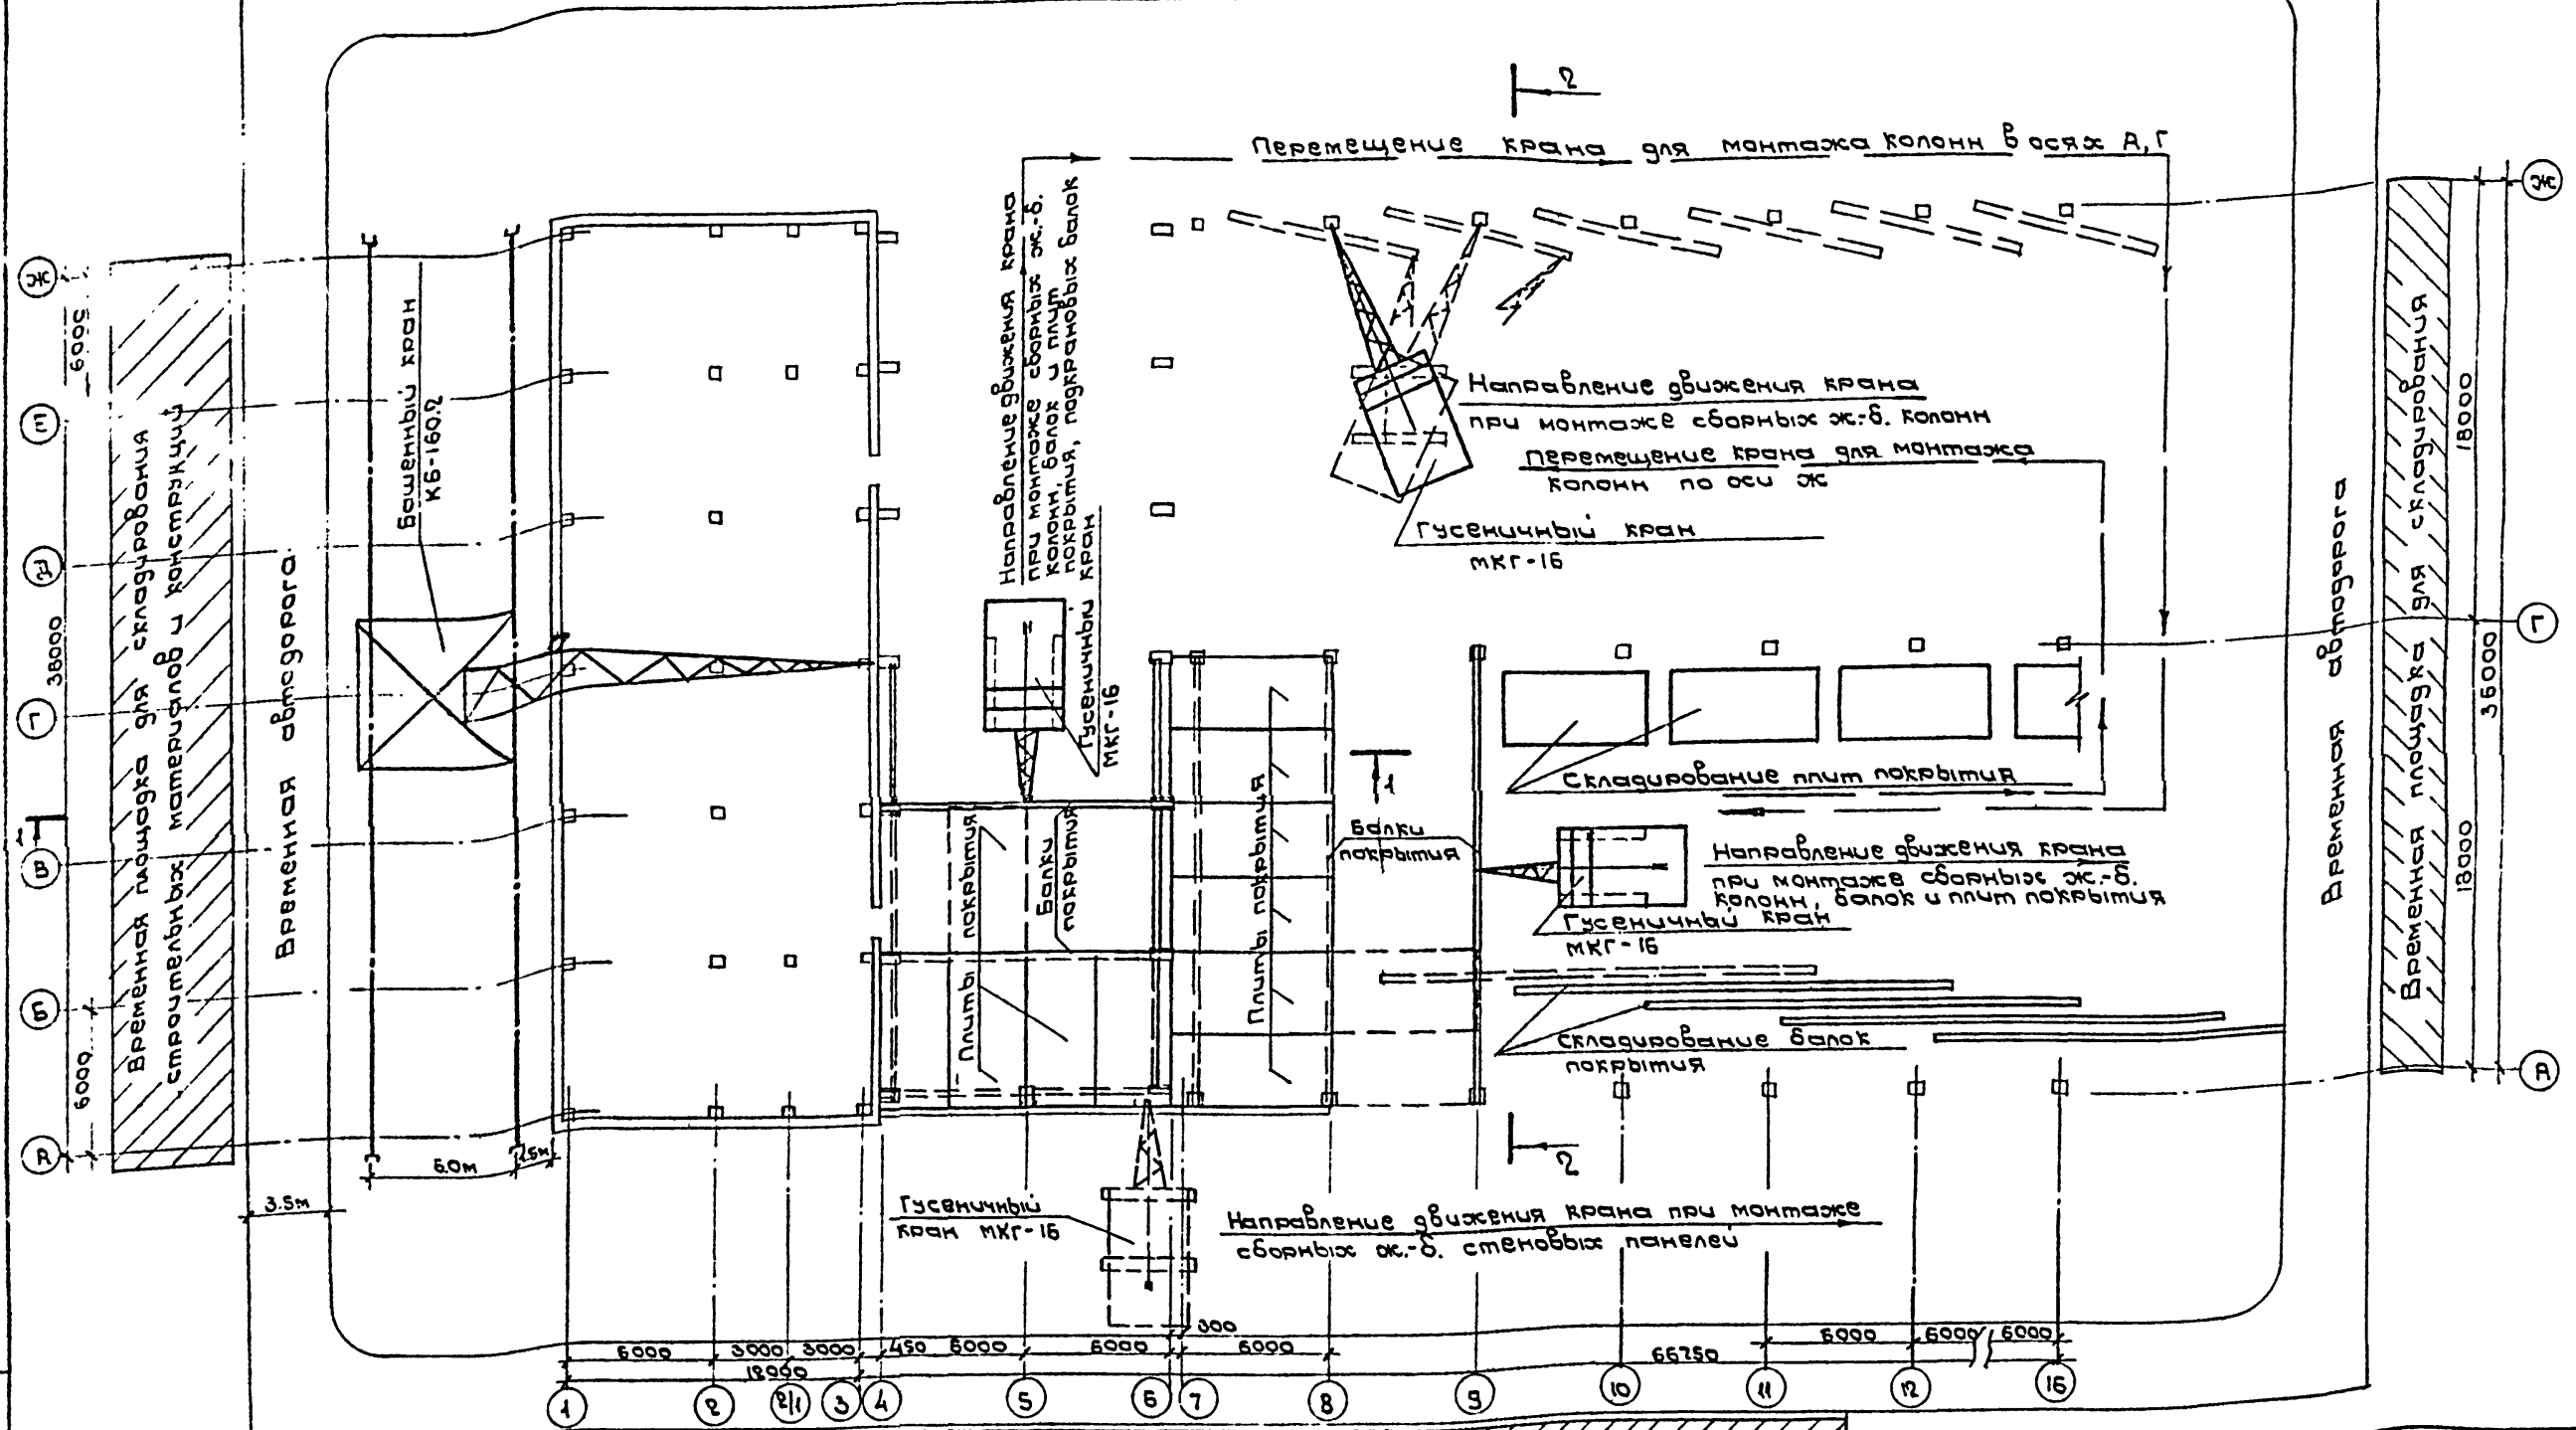 2
Перемещение крана для монтажа колонн в осях А,Г
Направление движения крана
при монтаже сборных ж.-б.
колонн, балок и плит
покрытия, подкрановых балок
Гусеничный кран
МКГ-16
Башенный кран
КБ-160.2
Временная площадка для складирования
строительных материалов и конструкций
Временная автодорога
Ж
Е
Д
Г
В
Б
А
6000
36000
6000
1
Направление движения крана
при монтаже сборных ж.-б. колонн
Перемещение крана для монтажа
колонн по оси Ж
Гусеничный кран
МКГ-16
Складирование плит покрытия
1
Балки
покрытия
Плиты покрытия
Балки
покрытия
Плиты покрытия
Направление движения крана
при монтаже сборных ж.-б.
колонн, балок и плит покрытия
Гусеничный кран
МКГ-16
Складирование балок
покрытия
2
Временная автодорога
Временная площадка для складирования
Ж
Г
А
18000
18000
36000
6.0м
1.5м
3.5м
Гусеничный
кран МКГ-16
Направление движения крана при монтаже
сборных ж.-б. стеновых панелей
300
6000
3000
3000
450
6000
6000
6000
6000
6000
6000
12000
66750
1
2
2/1
3
4
5
6
7
8
9
10
11
12
16